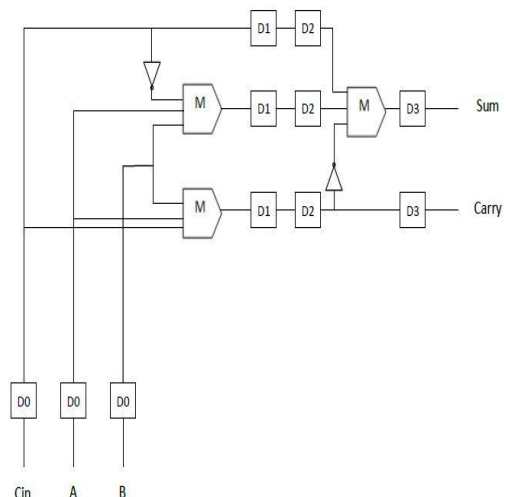 D1 D2
M D1 D2 M D3 Sum
M D1 D2 D3 Carry
D0 D0 D0
Cin A B